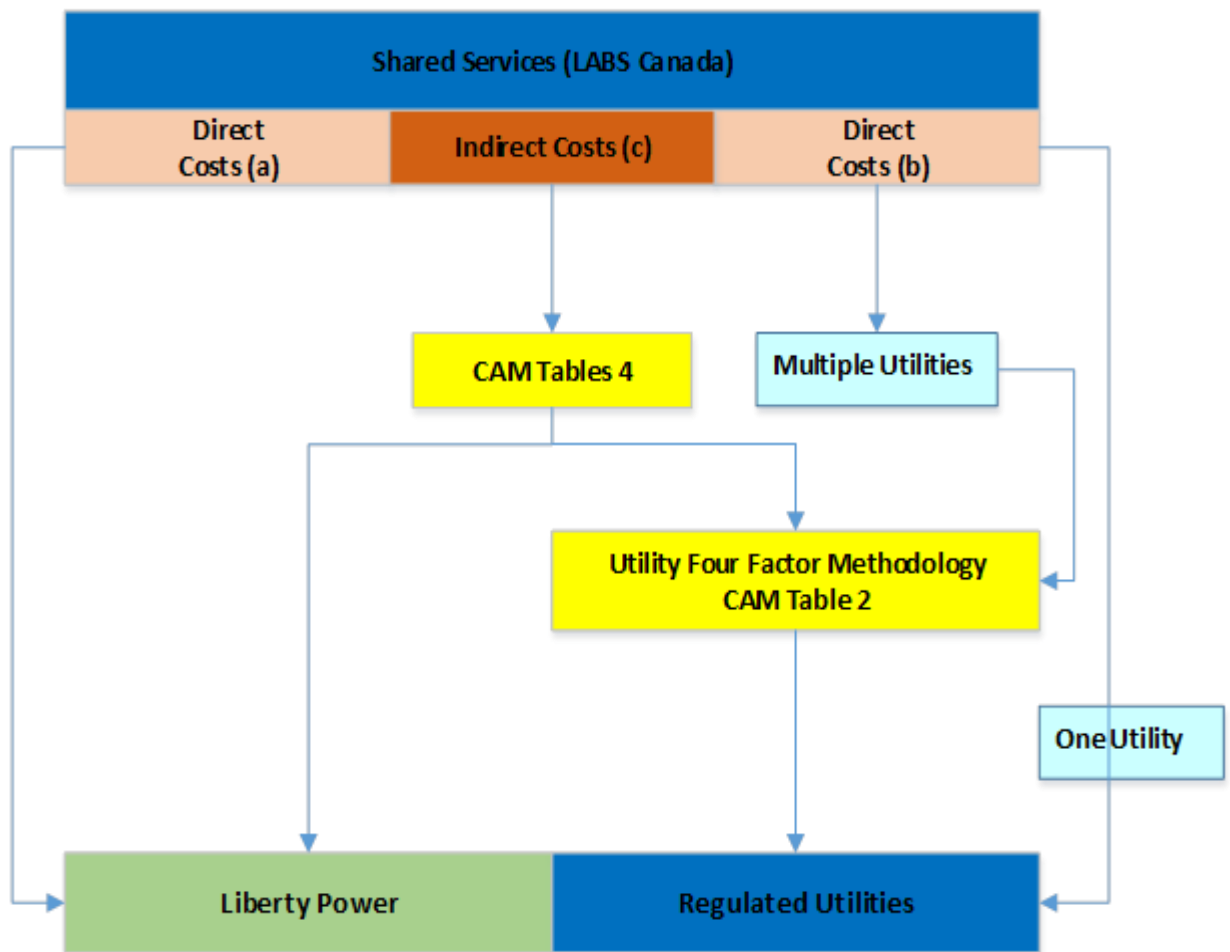 Shared Services (LABS Canada)
Direct
Costs (a)
Indirect Costs (c)
Direct
Costs (b)
CAM Tables 4
Multiple Utilities
Utility Four Factor Methodology
CAM Table 2
One Utility
Liberty Power
Regulated Utilities